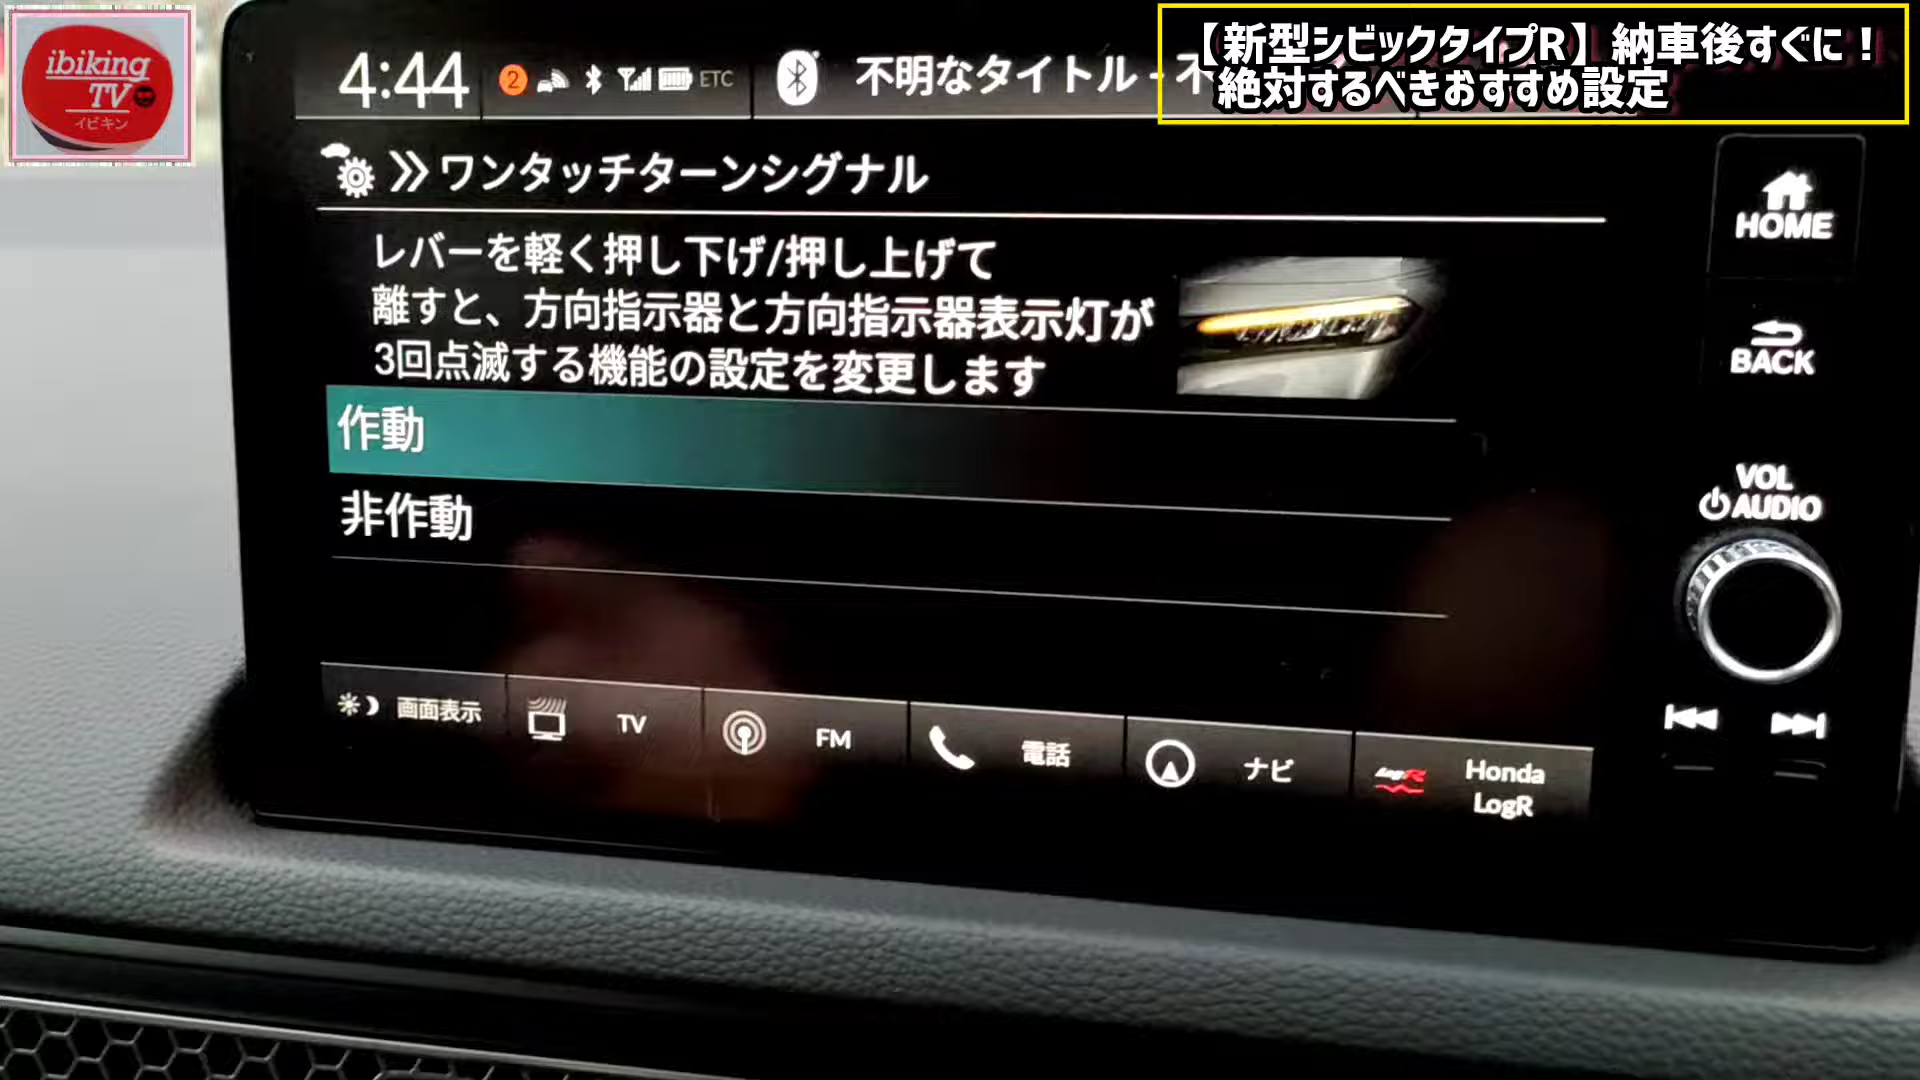 ibiking
TV
イビキン
【新型シビックタイプR】納車後すぐに!
絶対するべきおすすめ設定
4:44
2
ETC
不明なタイトル - 不
ワンタッチターンシグナル
レバーを軽く押し下げ/押し上げて
離すと、方向指示器と方向指示器表示灯が
3回点滅する機能の設定を変更します
作動
非作動
HOME
BACK
VOL
AUDIO
画面表示
TV
FM
電話
ナビ
LogR
Honda
LogR